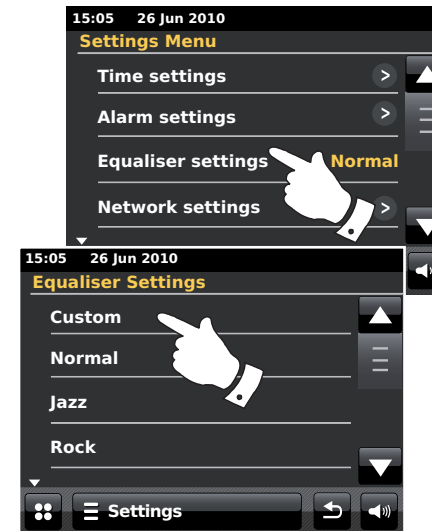 15:05 26 Jun 2010
Settings Menu
Time settings
Alarm settings
Equaliser settings Normal
Network settings
15:05 26 Jun 2010
Equaliser Settings
Custom
Normal
Jazz
Rock
Settings